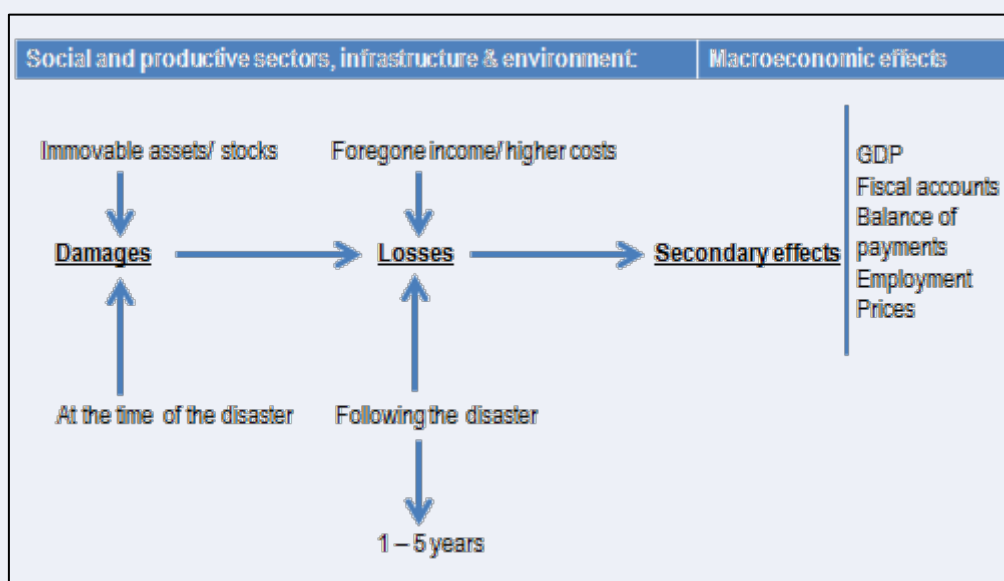 Social and productive sectors, infrastructure & environment:
Macroeconomic effects
Immovable assets/ stocks
Foregone income/ higher costs
GDP
Fiscal accounts
Balance of
payments
Employment
Prices
Damages
Losses
Secondary effects
At the time of the disaster
Following the disaster
1 – 5 years